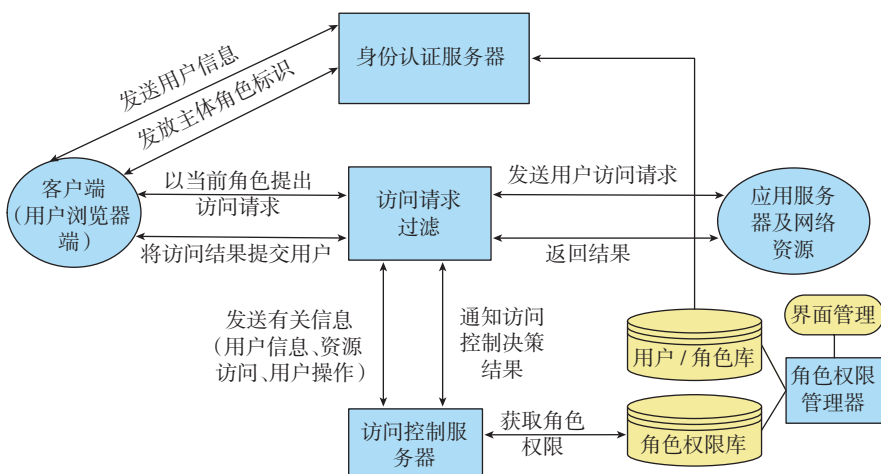 身份认证服务器
发送用户信息
发放主体角色标识
客户端
(用户浏览器
端)
以当前角色提出
访问请求
将访问结果提交用户
访问请求
过滤
发送用户访问请求
返回结果
应用服务
器及网络
资源
发送有关信息
(用户信息、资源
访问、用户操作)
通知访问
控制决策
结果
用户/角色库
界面管理
角色权限
管理器
访问控制服
务器
获取角色
权限
角色权限库